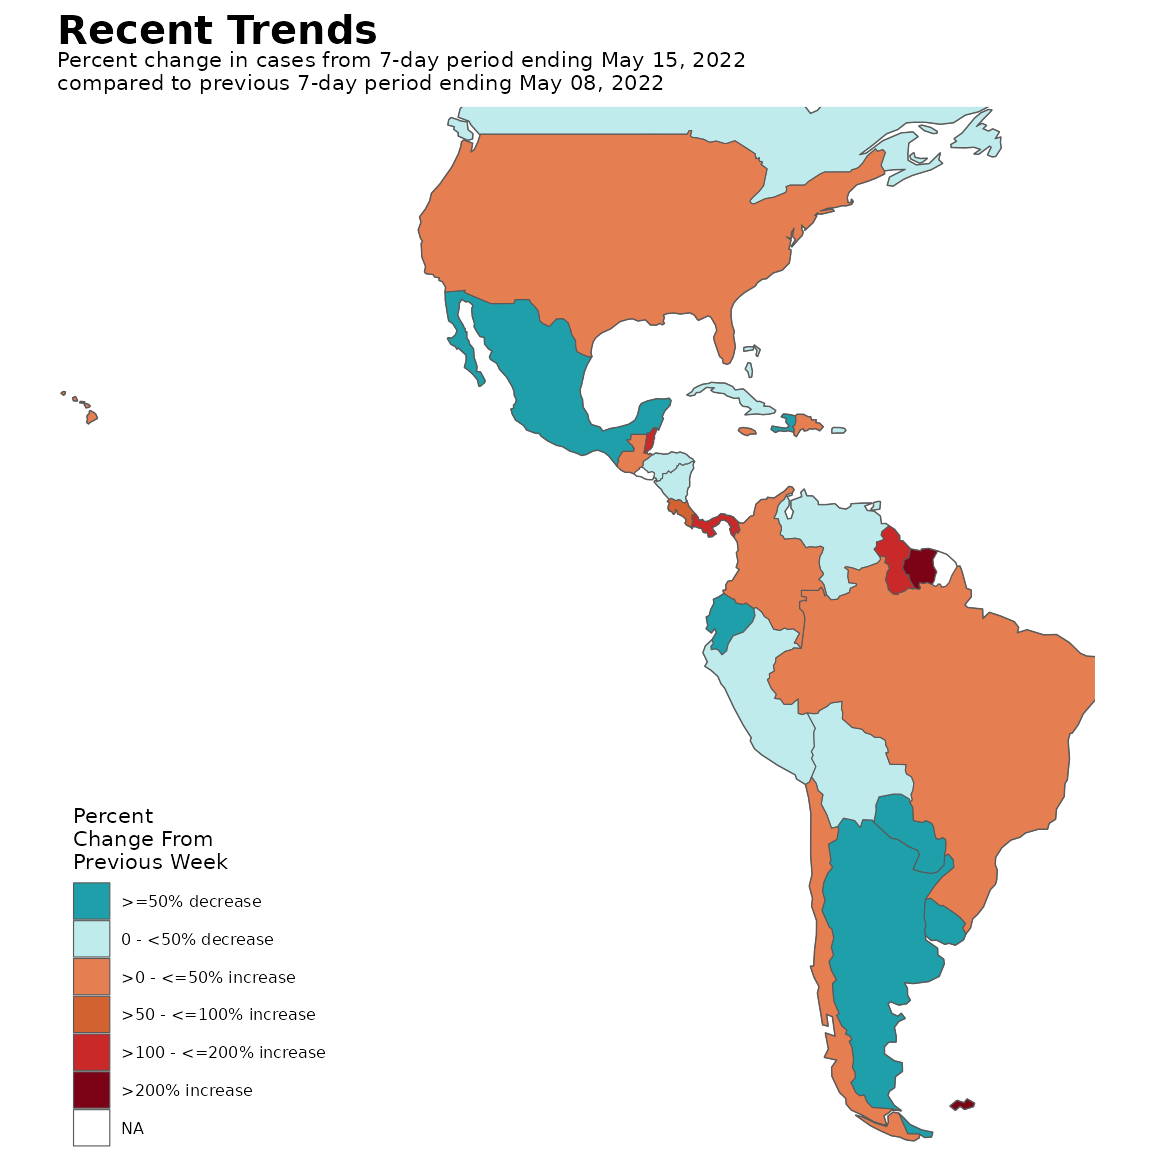 Recent Trends
Percent change in cases from 7-day period ending May 15, 2022
compared to previous 7-day period ending May 08, 2022
Percent
Change From
Previous Week
>=50% decrease
0 - <50% decrease
>0 - <=50% increase
>50 - <=100% increase
>100 - <=200% increase
>200% increase
NA